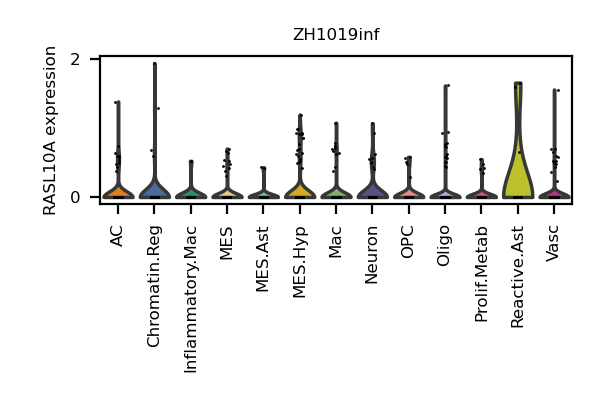 ZH1019inf
RASL10A expression
2
0
AC
Chromatin.Reg
Inflammatory.Mac
MES
MES.Ast
MES.Hyp
Mac
Neuron
OPC
Oligo
Prolif.Metab
Reactive.Ast
Vasc